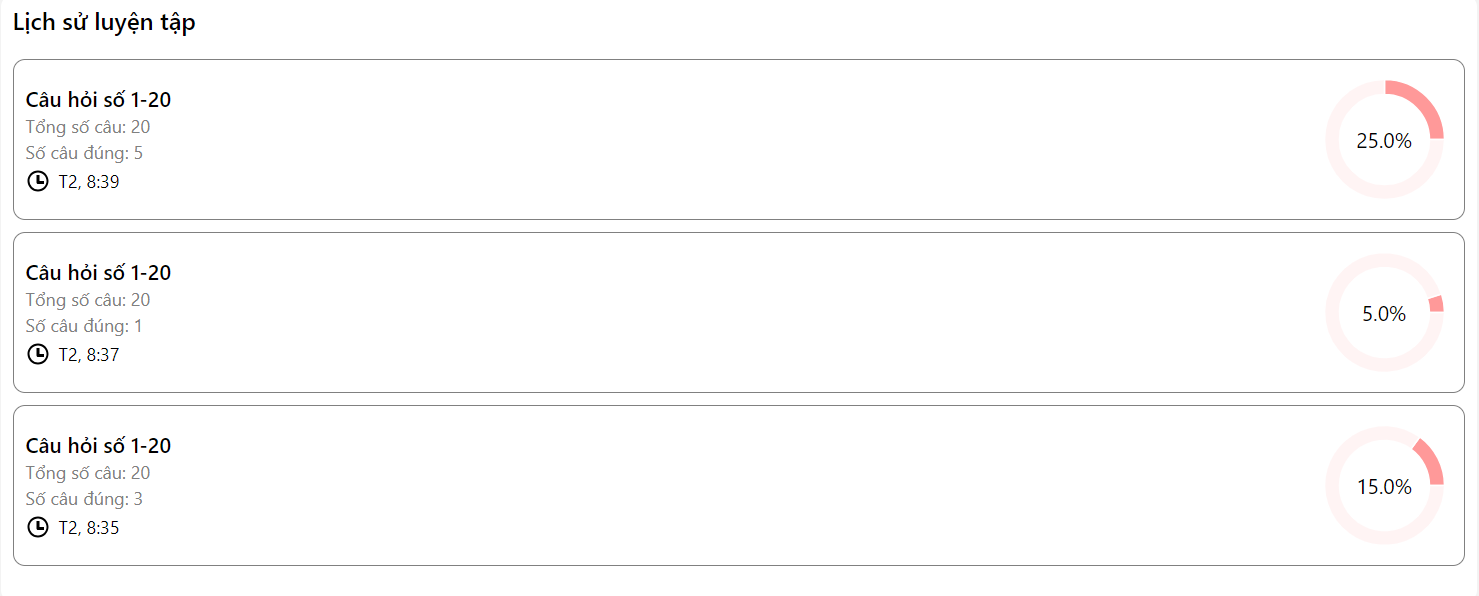 Lịch sử luyện tập
Câu hỏi số 1-20
Tổng số câu: 20
Số câu đúng: 5
T2, 8:39
25.0%
Câu hỏi số 1-20
Tổng số câu: 20
Số câu đúng: 1
T2, 8:37
5.0%
Câu hỏi số 1-20
Tổng số câu: 20
Số câu đúng: 3
T2, 8:35
15.0%